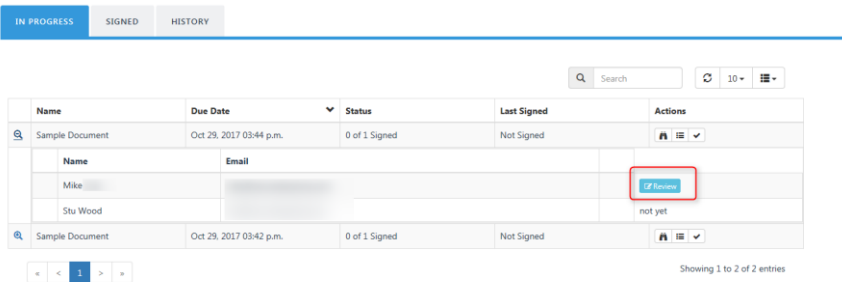 IN PROGRESS SIGNED HISTORY
Search 10
Name Due Date Status Last Signed Actions
Sample Document Oct 29, 2017 03:44 p.m. 0 of 1 Signed Not Signed
Name Email
Mike Review
Stu Wood not yet
Sample Document Oct 29, 2017 03:42 p.m. 0 of 1 Signed Not Signed
« < 1 > » Showing 1 to 2 of 2 entries